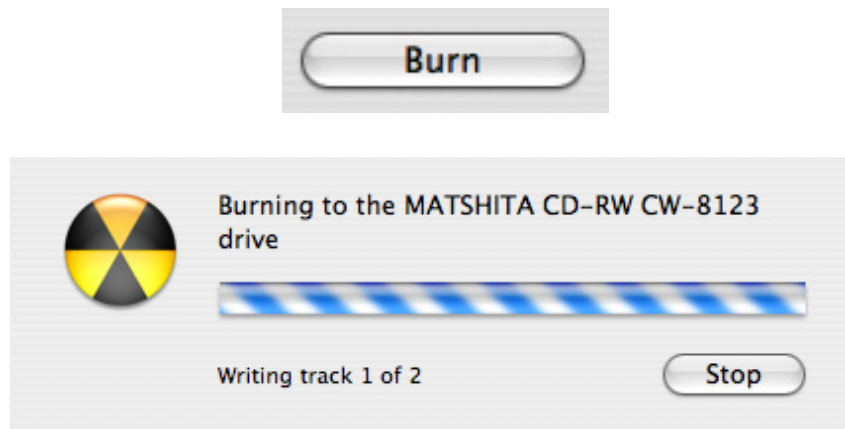 Burn
Burning to the MATSHITA CD-RW CW-8123
drive
Writing track 1 of 2
Stop